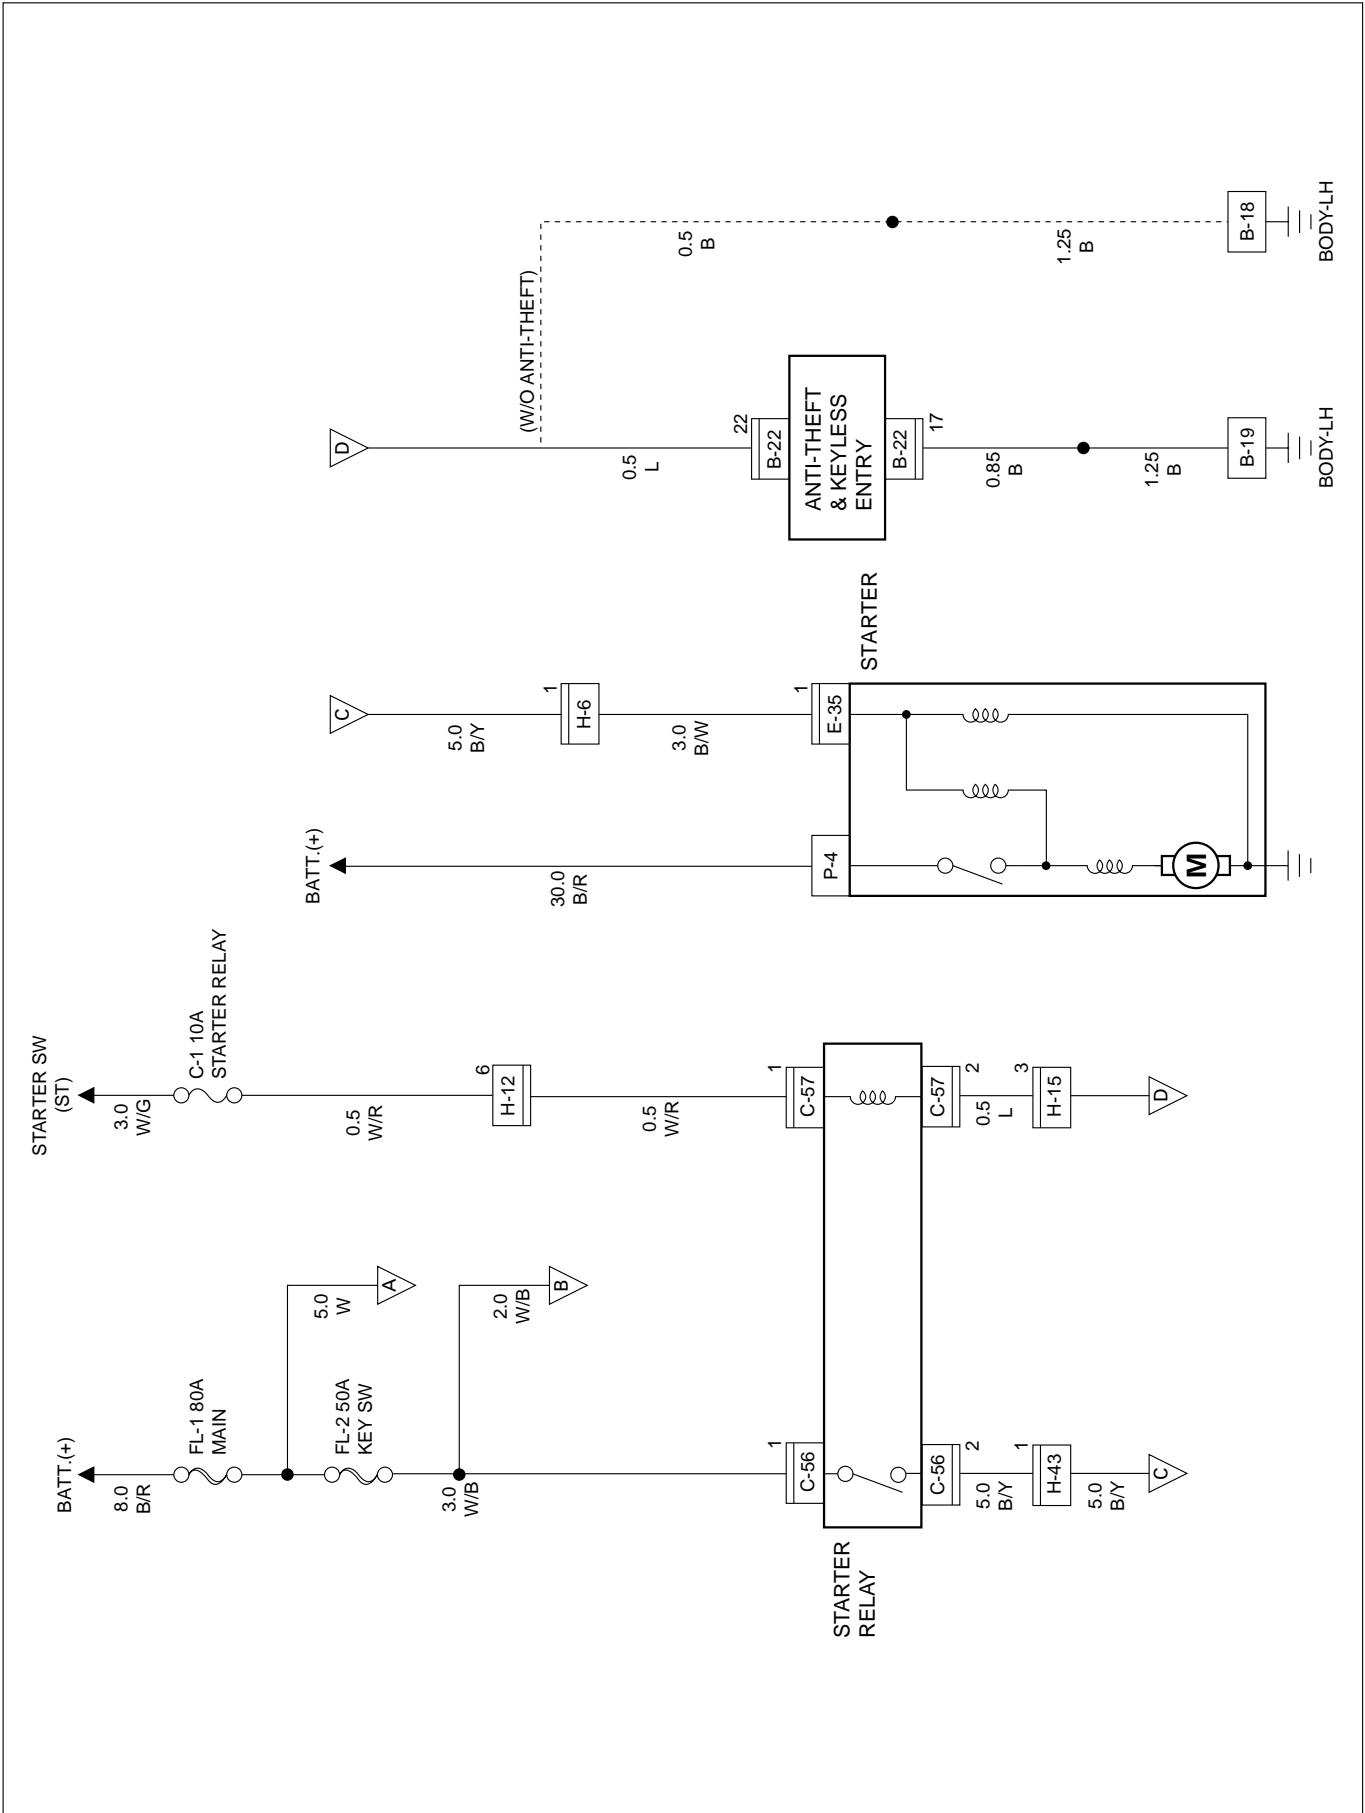 BATT.(+)
8.0
B/R
FL-1 80A
MAIN
5.0
W
A
FL-2 50A
KEY SW
2.0
W/B
B
3.0
W/B
1
C-56
STARTER
RELAY
C-56
2
5.0
B/Y
1
H-43
5.0
B/Y
C
STARTER SW
(ST)
3.0
W/G
C-1 10A
STARTER RELAY
0.5
W/R
6
H-12
0.5
W/R
1
C-57
C-57
2
0.5
L
3
H-15
D
BATT.(+)
30.0
B/R
P-4
C
5.0
B/Y
1
H-6
3.0
B/W
1
E-35
STARTER
M
D
(W/O ANTI-THEFT)
0.5
L
22
B-22
ANTI-THEFT
& KEYLESS
ENTRY
B-22
17
0.85
B
1.25
B
B-19
BODY-LH
0.5
B
1.25
B
B-18
BODY-LH